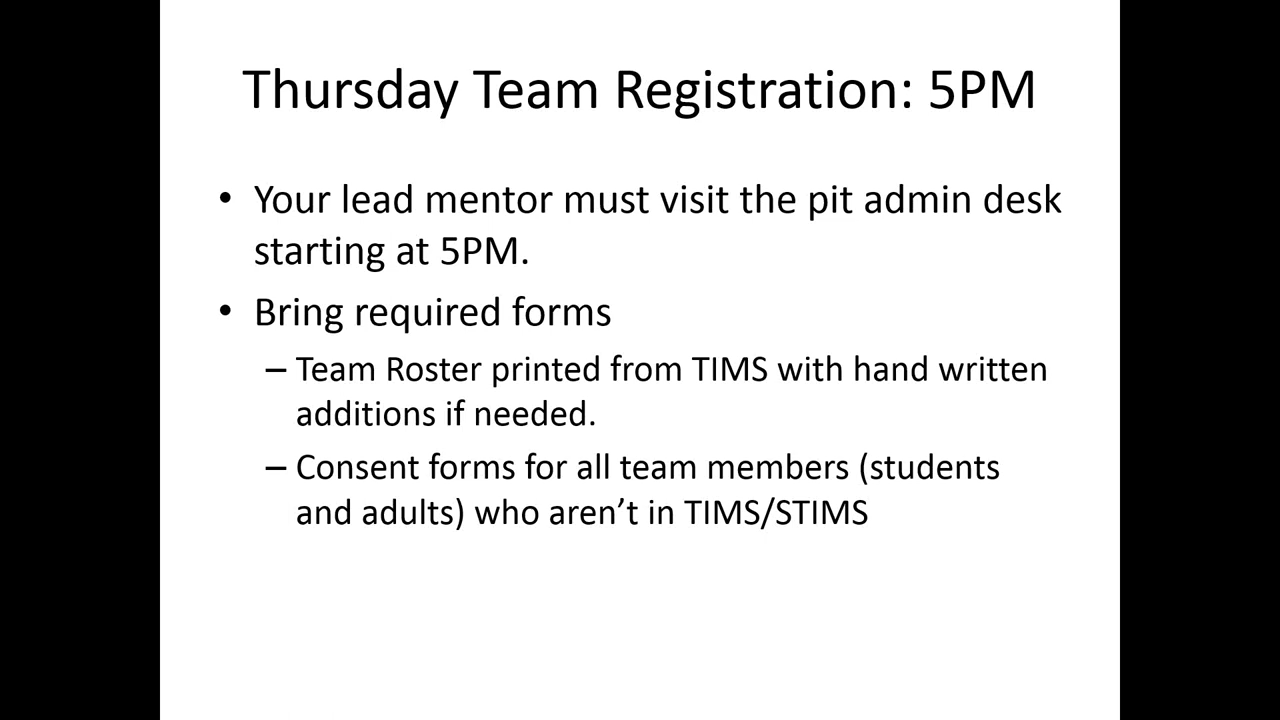 Thursday Team Registration: 5PM
• Your lead mentor must visit the pit admin desk
starting at 5PM.
• Bring required forms
– Team Roster printed from TIMS with hand written
additions if needed.
– Consent forms for all team members (students
and adults) who aren’t in TIMS/STIMS